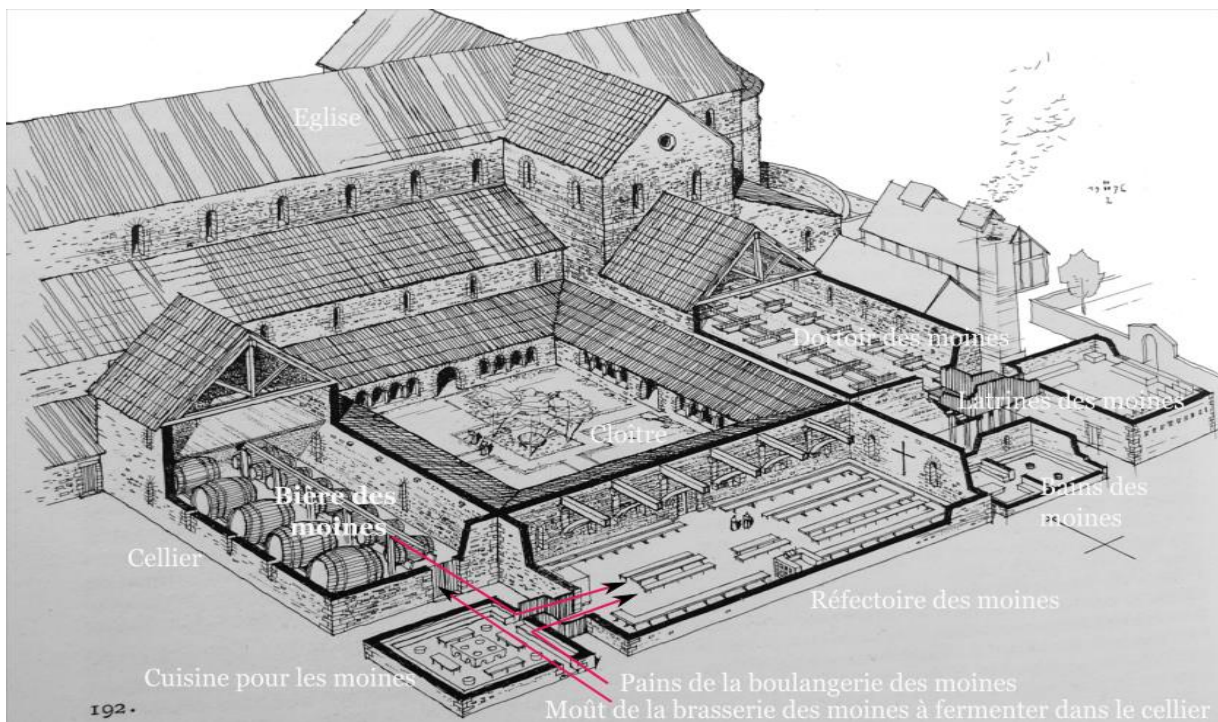 Eglise
Dortoir des moines
Latrines des moines
Cloître
Bains des
moines
Bière des
moines
Cellier
Réfectoire des moines
Cuisine pour les moines
Pains de la boulangerie des moines
Moût de la brasserie des moines à fermenter dans le cellier
192.